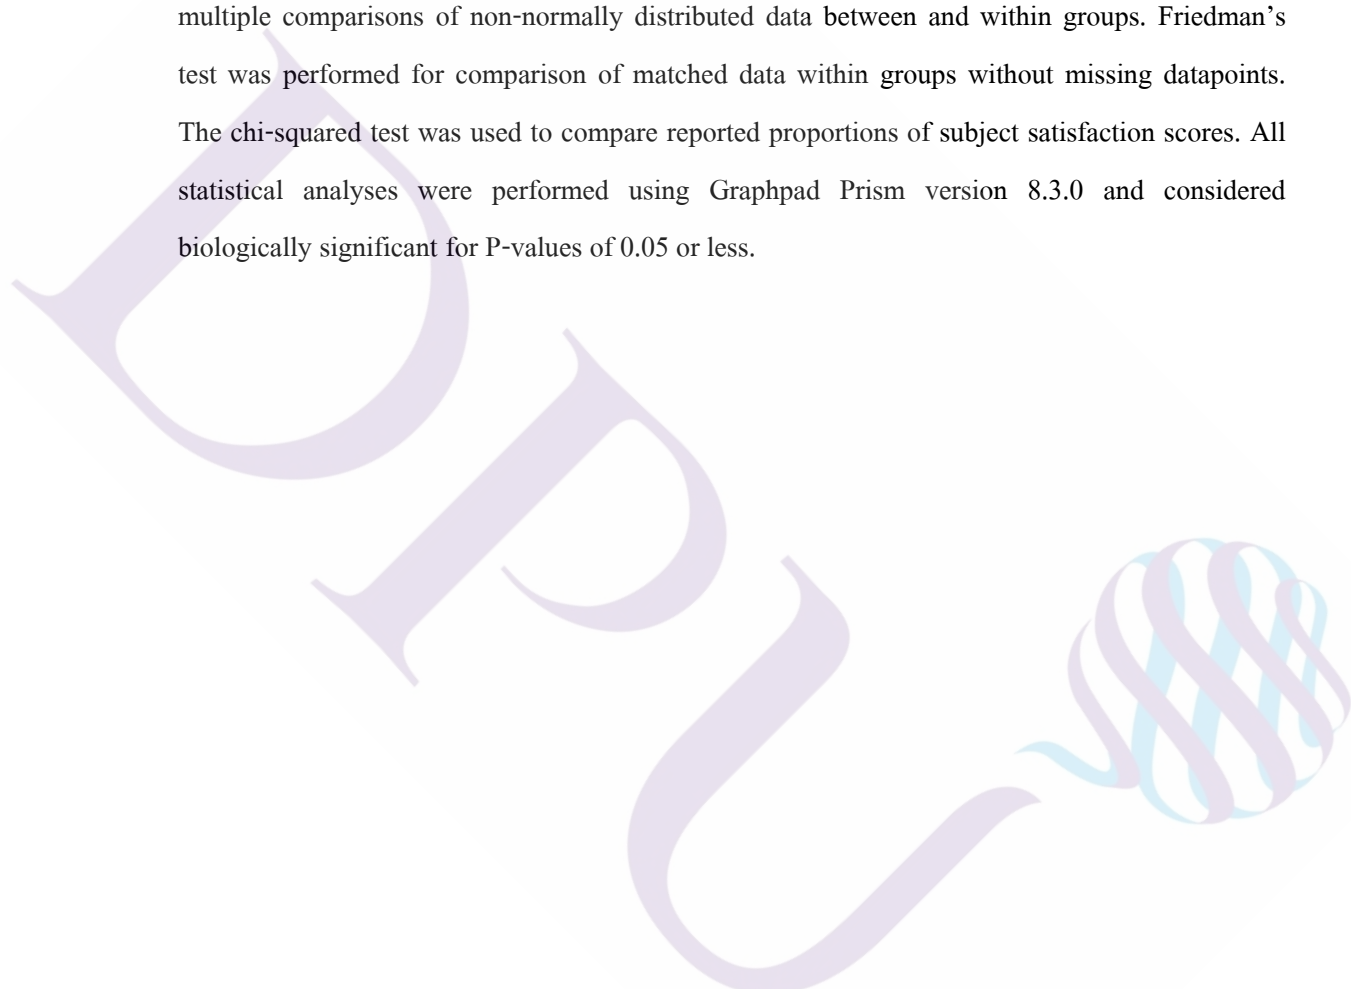 multiple comparisons of non-normally distributed data between and within groups. Friedman’s
test was performed for comparison of matched data within groups without missing datapoints.
The chi-squared test was used to compare reported proportions of subject satisfaction scores. All
statistical analyses were performed using Graphpad Prism version 8.3.0 and considered
biologically significant for P-values of 0.05 or less.
DPU